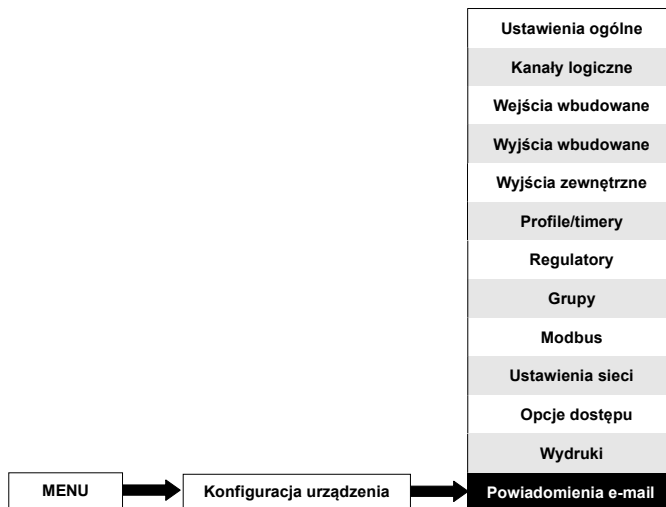 Ustawienia ogólne
Kanały logiczne
Wejścia wbudowane
Wyjścia wbudowane
Wyjścia zewnętrzne
Profile/timery
Regulatory
Grupy
Modbus
Ustawienia sieci
Opcje dostępu
Wydruki
MENU
Konfiguracja urządzenia
Powiadomienia e-mail